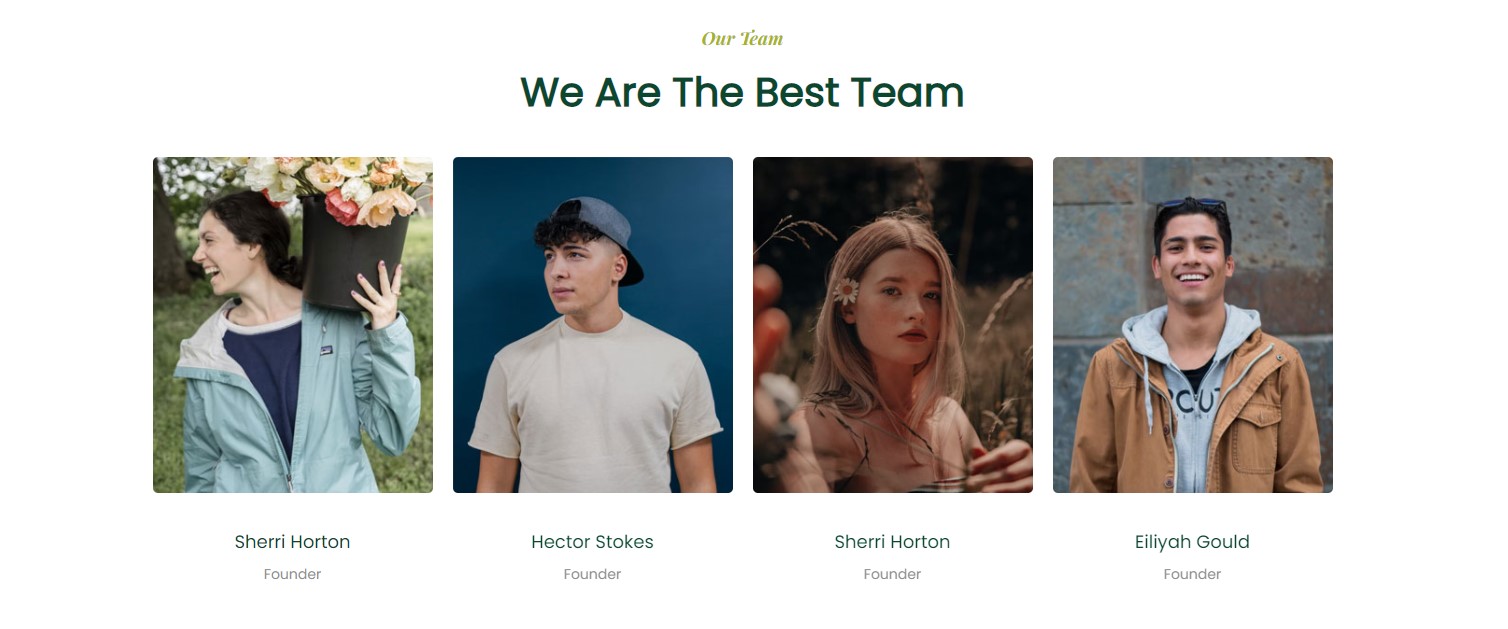 Our Team
We Are The Best Team
Sherri Horton
Founder
Hector Stokes
Founder
Sherri Horton
Founder
Eiliyah Gould
Founder